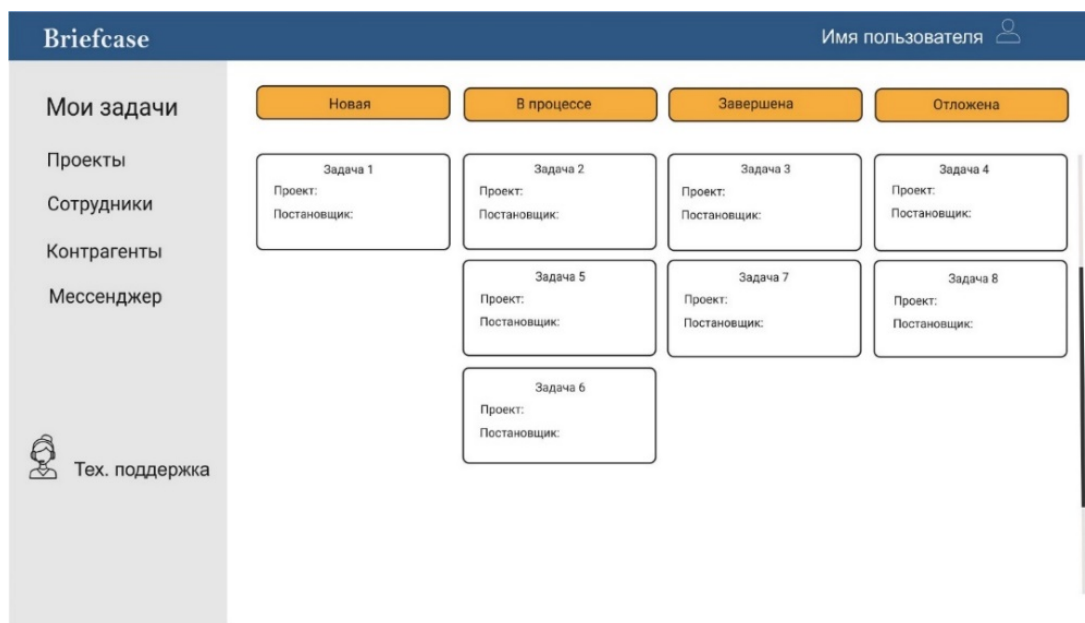 Briefcase
Имя пользователя
Мои задачи
Проекты
Сотрудники
Контрагенты
Мессенджер
Тех. поддержка
Новая
В процессе
Завершена
Отложена
Задача 1
Проект:
Постановщик:
Задача 2
Проект:
Постановщик:
Задача 3
Проект:
Постановщик:
Задача 4
Проект:
Постановщик:
Задача 5
Проект:
Постановщик:
Задача 7
Проект:
Постановщик:
Задача 8
Проект:
Постановщик:
Задача 6
Проект:
Постановщик: